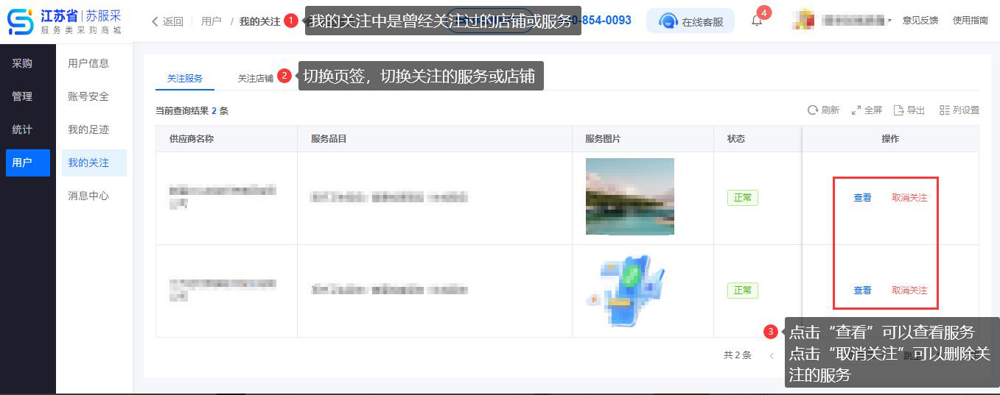 江苏省 | 苏服采
服务类采购商城
返回 | 用户 / 我的关注
1 我的关注中是曾经关注过的店铺或服务
0-854-0093
在线客服
4
意见反馈
使用指南
采购
管理
统计
用户
用户信息
账号安全
我的足迹
我的关注
消息中心
关注服务
关注店铺
2 切换页签，切换关注的服务或店铺
当前查询结果 2 条
刷新 全屏 导出 列设置
供应商名称 服务品目 服务图片 状态 操作
正常 查看 取消关注
正常 查看 取消关注
共 2 条
3 点击“查看”可以查看服务
点击“取消关注”可以删除关
注的服务